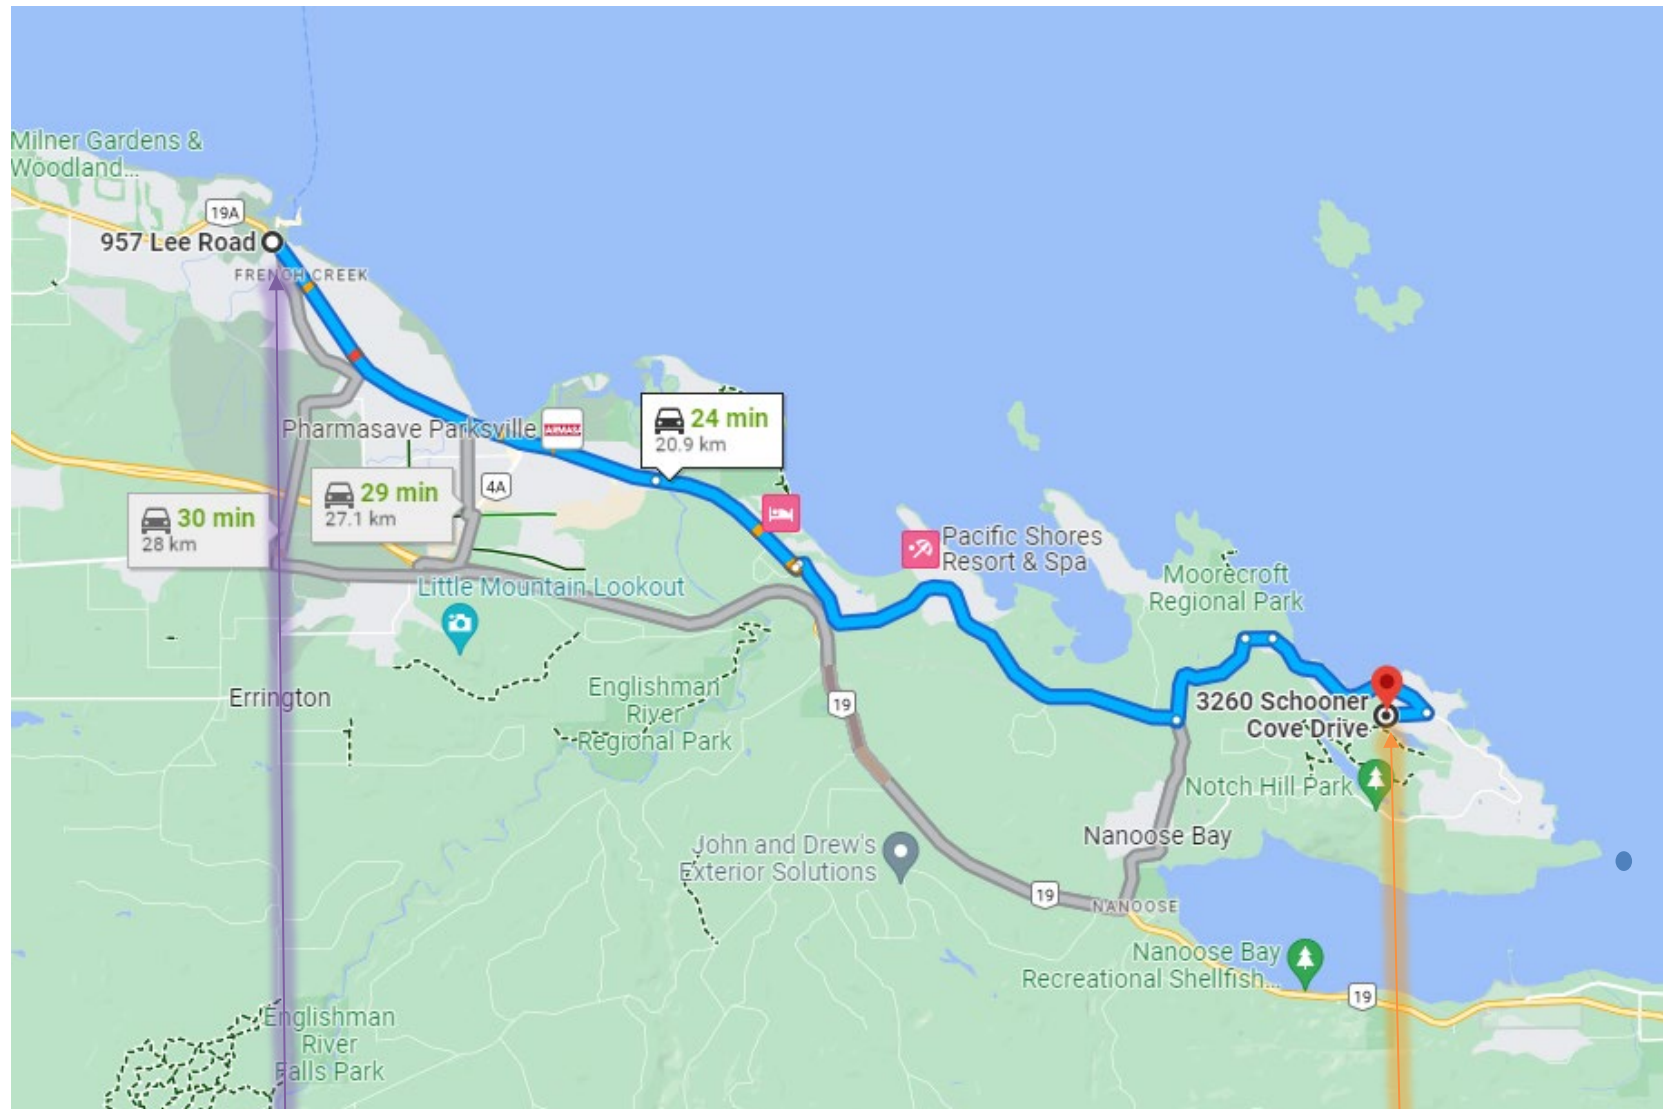 Milner Gardens &
Woodland...
19A
957 Lee Road
FRENCH CREEK
24 min
20.9 km
Pharmasave Parksville
29 min
27.1 km
4A
30 min
28 km
Pacific Shores
Resort & Spa
Little Mountain Lookout
Moorecroft
Regional Park
Errington
Englishman
River
Regional Park
19
3260 Schooner
Cove Drive
Notch Hill Park
Nanoose Bay
John and Drew's
Exterior Solutions
19
NANOOSE
Nanoose Bay
Recreational Shellfish...
19
Englishman
River
Falls Park